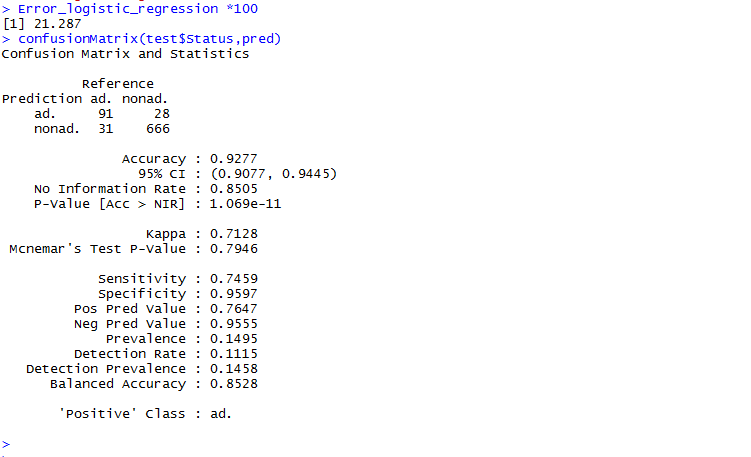 > Error_logistic_regression *100
[1] 21.287
> confusionMatrix(test$Status,pred)
Confusion Matrix and Statistics
Reference
Prediction ad. nonad.
ad. 91 28
nonad. 31 666
Accuracy : 0.9277
95% CI : (0.9077, 0.9445)
No Information Rate : 0.8505
P-Value [Acc > NIR] : 1.069e-11
Kappa : 0.7128
Mcnemar's Test P-Value : 0.7946
Sensitivity : 0.7459
Specificity : 0.9597
Pos Pred Value : 0.7647
Neg Pred Value : 0.9555
Prevalence : 0.1495
Detection Rate : 0.1115
Detection Prevalence : 0.1458
Balanced Accuracy : 0.8528
'Positive' Class : ad.
>